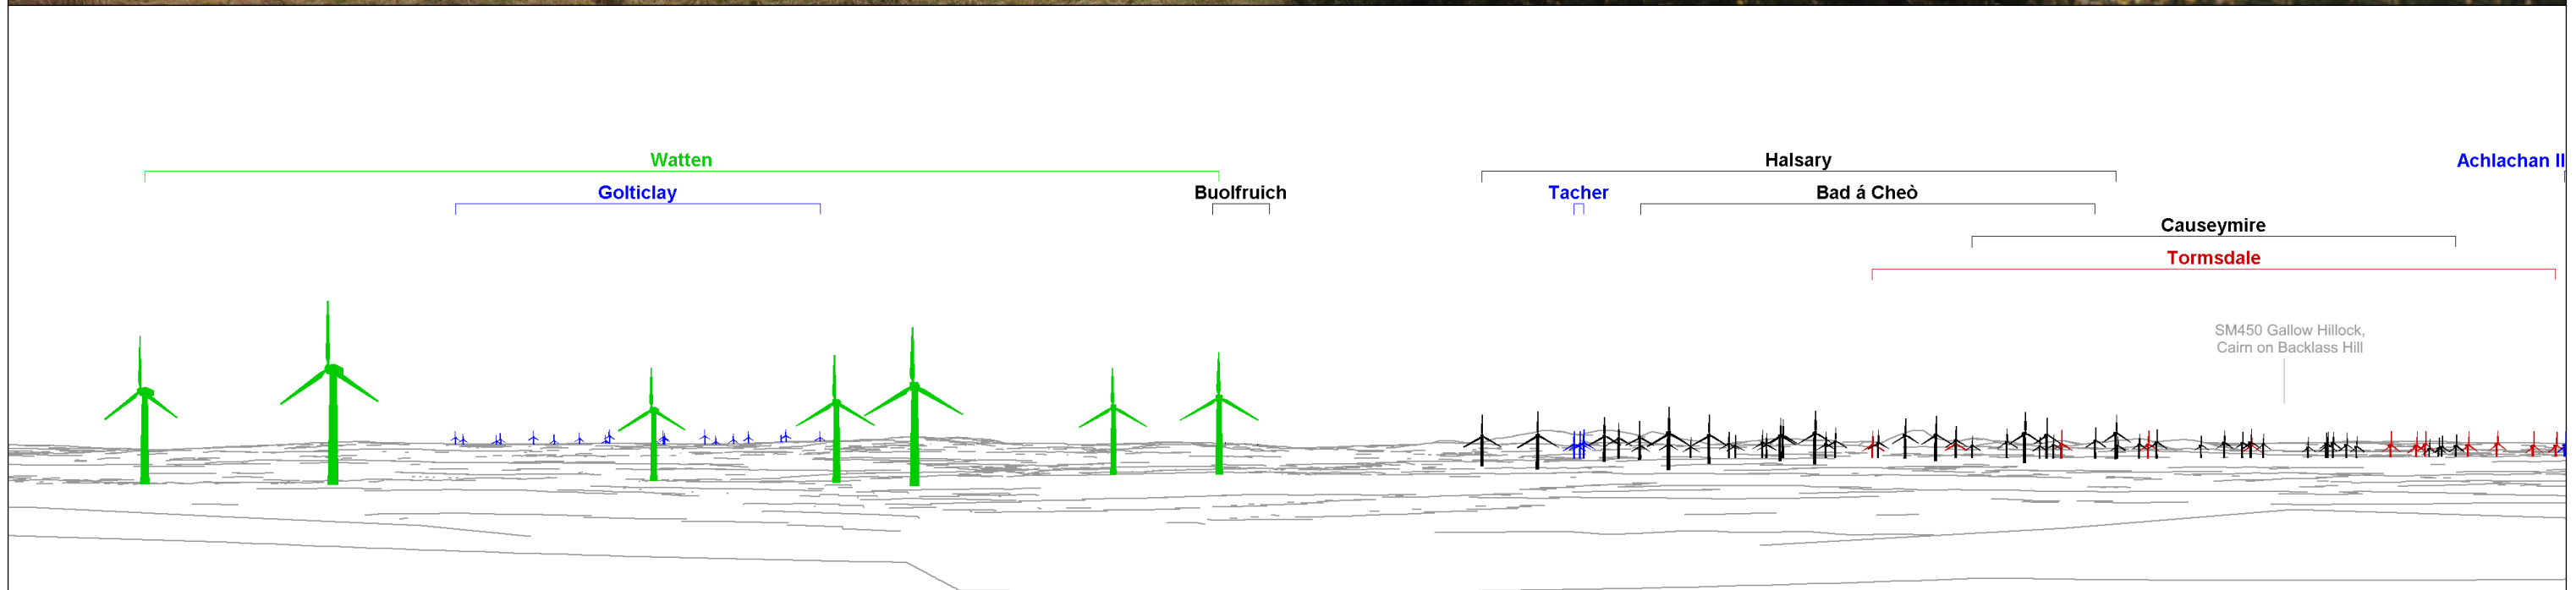 Watten
Halsary
Achlachan II
Golticlay
Buolfruich
Tacher
Bad á Cheò
Causeymire
Tormsdale
SM450 Gallow Hillock,
Cairn on Backlass Hill